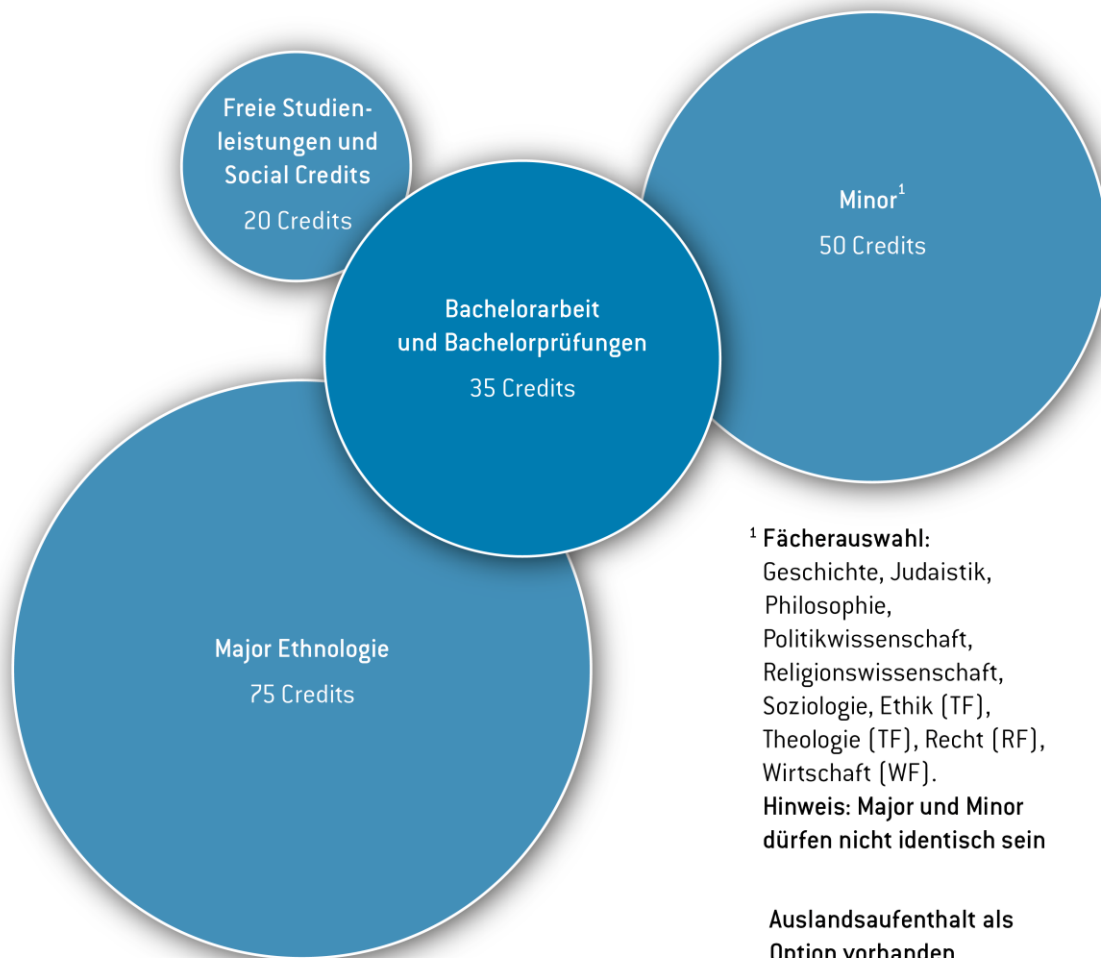 Freie Studien-
leistungen und
Social Credits
20 Credits
Minor¹
50 Credits
Bachelorarbeit
und Bachelorprüfungen
35 Credits
Major Ethnologie
75 Credits
¹ Fächerauswahl:
Geschichte, Judaistik,
Philosophie,
Politikwissenschaft,
Religionswissenschaft,
Soziologie, Ethik (TF),
Theologie (TF), Recht (RF),
Wirtschaft (WF).
Hinweis: Major und Minor
dürfen nicht identisch sein
Auslandsaufenthalt als
Option vorhanden